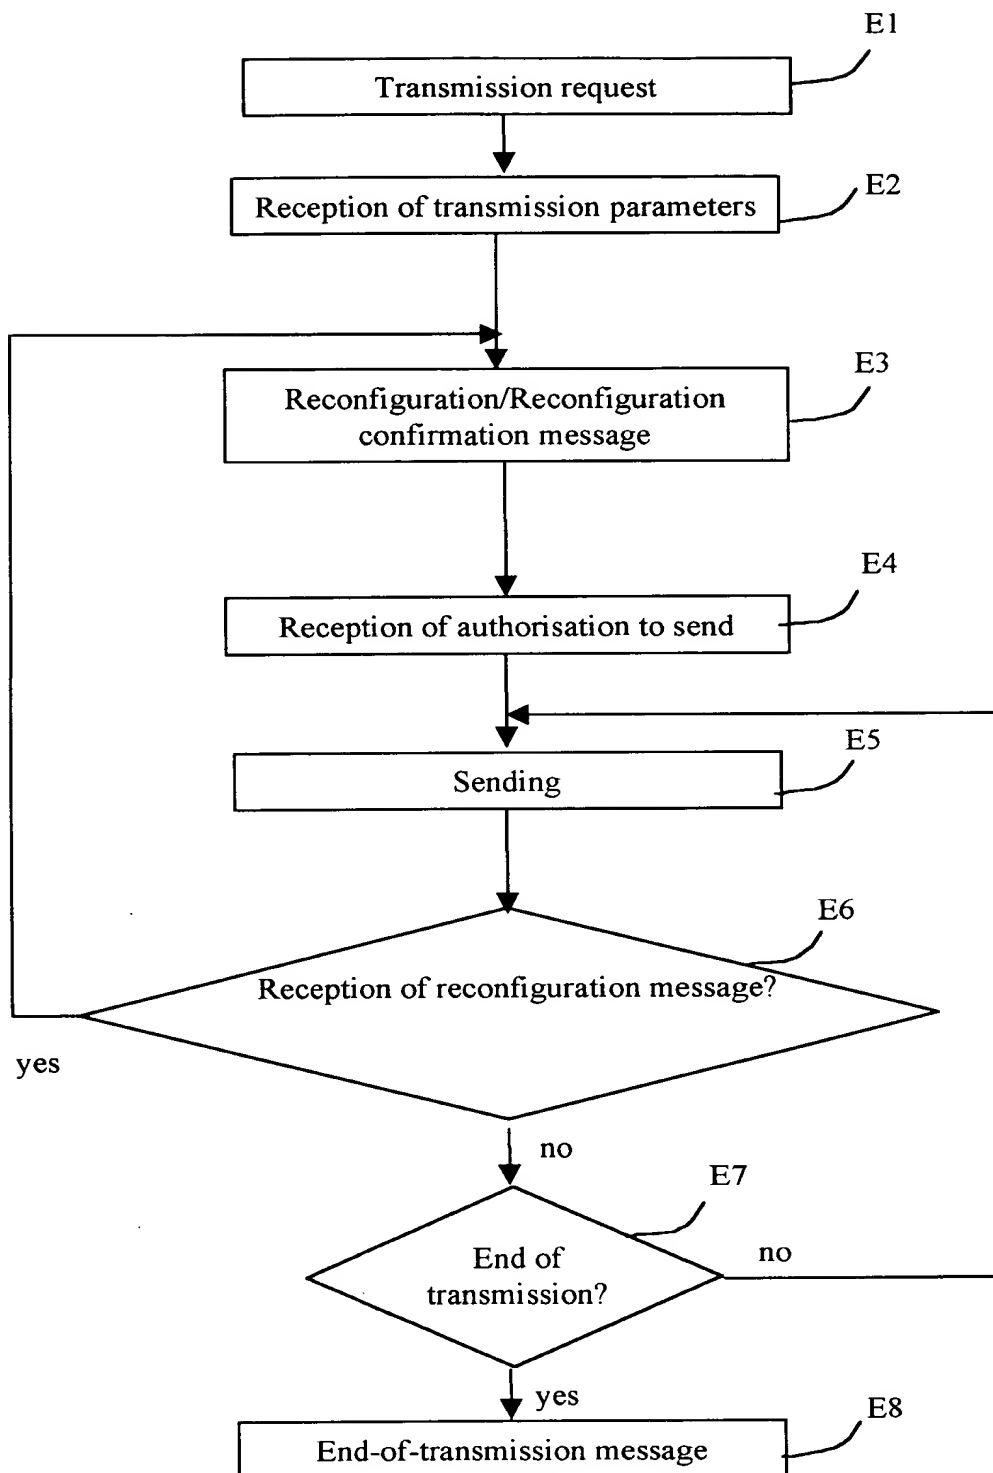 E1
Transmission request
E2
Reception of transmission parameters
E3
Reconfiguration/Reconfiguration
confirmation message
E4
Reception of authorisation to send
E5
Sending
E6
Reception of reconfiguration message?
yes
no
E7
End of
transmission?
no
yes
E8
End-of-transmission message